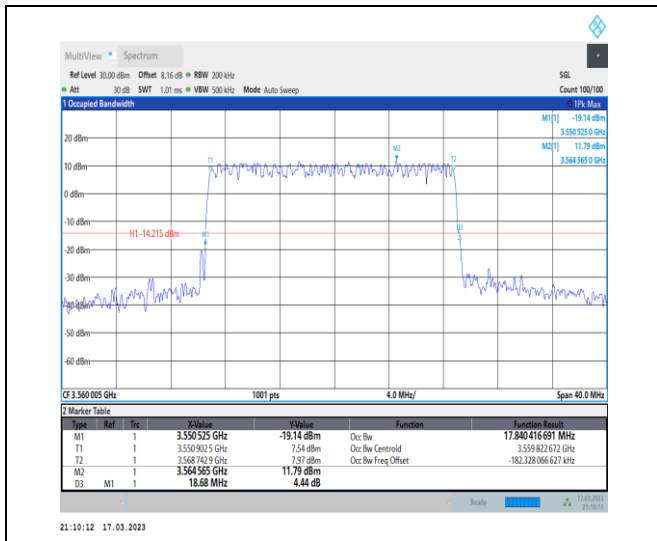 MultiView Spectrum
Ref Level 30.00 dBm Offset 8.16 dB RBW 200 kHz SGL
Att 30 dB SWT 1.01 ms VBW 500 kHz Mode Auto Sweep Count 100/100
1 Occupied Bandwidth 1Pk Max
M1[1] -19.14 dBm
3.550 525 0 GHz
M2[1] 11.79 dBm
3.564 565 0 GHz
20 dBm
M2
T1 T2
10 dBm
0 dBm
-10 dBm
H1 -14.215 dBm
M1 D3
-20 dBm
-30 dBm
-40 dBm
-50 dBm
-60 dBm
CF 3.560 005 GHz 1001 pts 4.0 MHz/ Span 40.0 MHz
2 Marker Table
Type Ref Trc X-Value Y-Value Function Function Result
M1 1 3.550 525 GHz -19.14 dBm Occ Bw 17.840 416 691 MHz
T1 1 3.550 902 5 GHz 7.54 dBm Occ Bw Centroid 3.559 822 672 GHz
T2 1 3.568 742 9 GHz 7.97 dBm Occ Bw Freq Offset -182.328 066 627 kHz
M2 1 3.564 565 GHz 11.79 dBm
D3 M1 1 18.68 MHz 4.44 dB
Ready 17.03.2023
21:10:11
21:10:12 17.03.2023